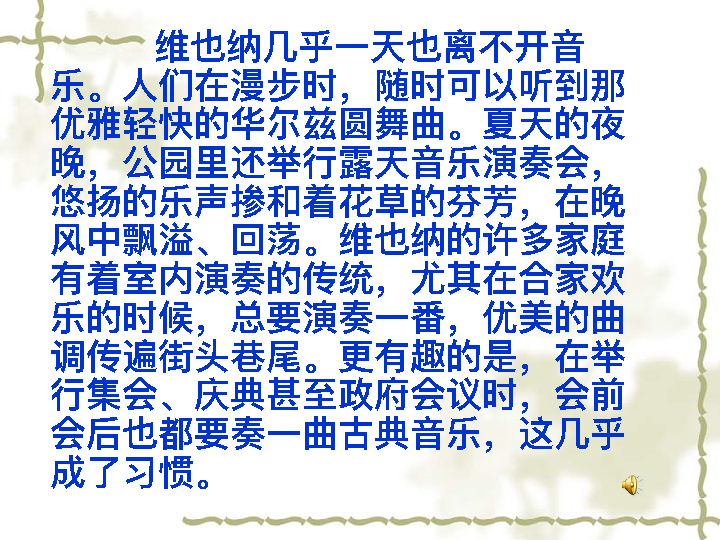 维也纳几乎一天也离不开音
乐。人们在漫步时，随时可以听到那
优雅轻快的华尔兹圆舞曲。夏天的夜
晚，公园里还举行露天音乐演奏会，
悠扬的乐声掺和着花草的芬芳，在晚
风中飘溢、回荡。维也纳的许多家庭
有着室内演奏的传统，尤其在合家欢
乐的时候，总要演奏一番，优美的曲
调传遍街头巷尾。更有趣的是，在举
行集会、庆典甚至政府会议时，会前
会后也都要奏一曲古典音乐，这几乎
成了习惯。